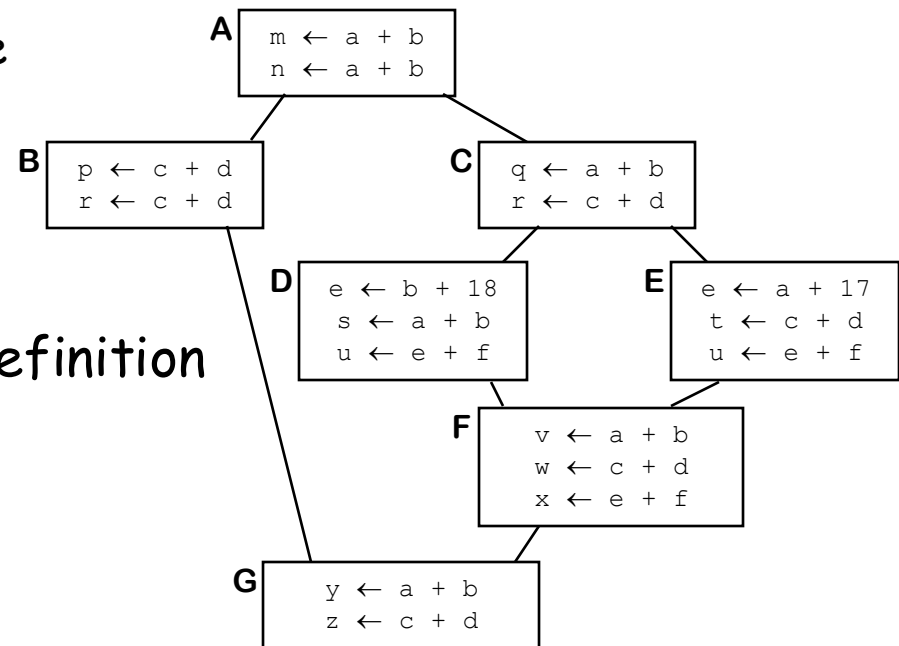 e
A
m ← a + b
n ← a + b
B
p ← c + d
r ← c + d
C
q ← a + b
r ← c + d
D
e ← b + 18
s ← a + b
u ← e + f
E
e ← a + 17
t ← c + d
u ← e + f
efinition
F
v ← a + b
w ← c + d
x ← e + f
G
y ← a + b
z ← c + d